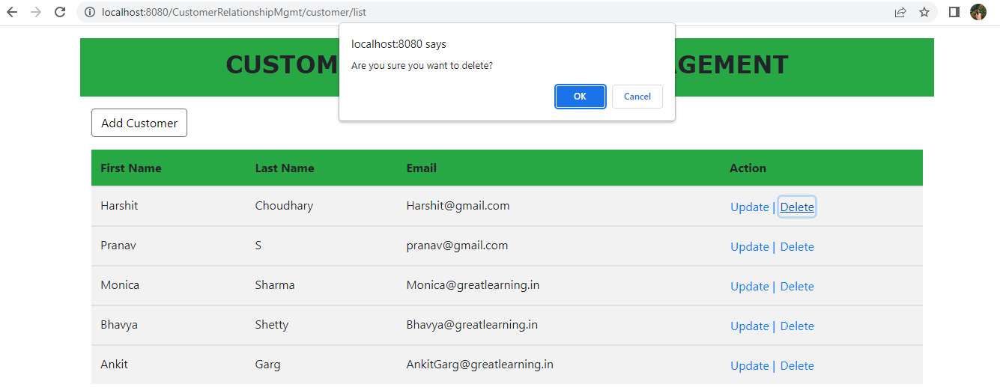 localhost:8080/CustomerRelationshipMgmt/customer/list
localhost:8080 says
Are you sure you want to delete?
OK Cancel
CUSTOM AGEMENT
Add Customer
First Name Last Name Email Action
Harshit Choudhary Harshit@gmail.com Update | Delete
Pranav S pranav@gmail.com Update | Delete
Monica Sharma Monica@greatlearning.in Update | Delete
Bhavya Shetty Bhavya@greatlearning.in Update | Delete
Ankit Garg AnkitGarg@greatlearning.in Update | Delete